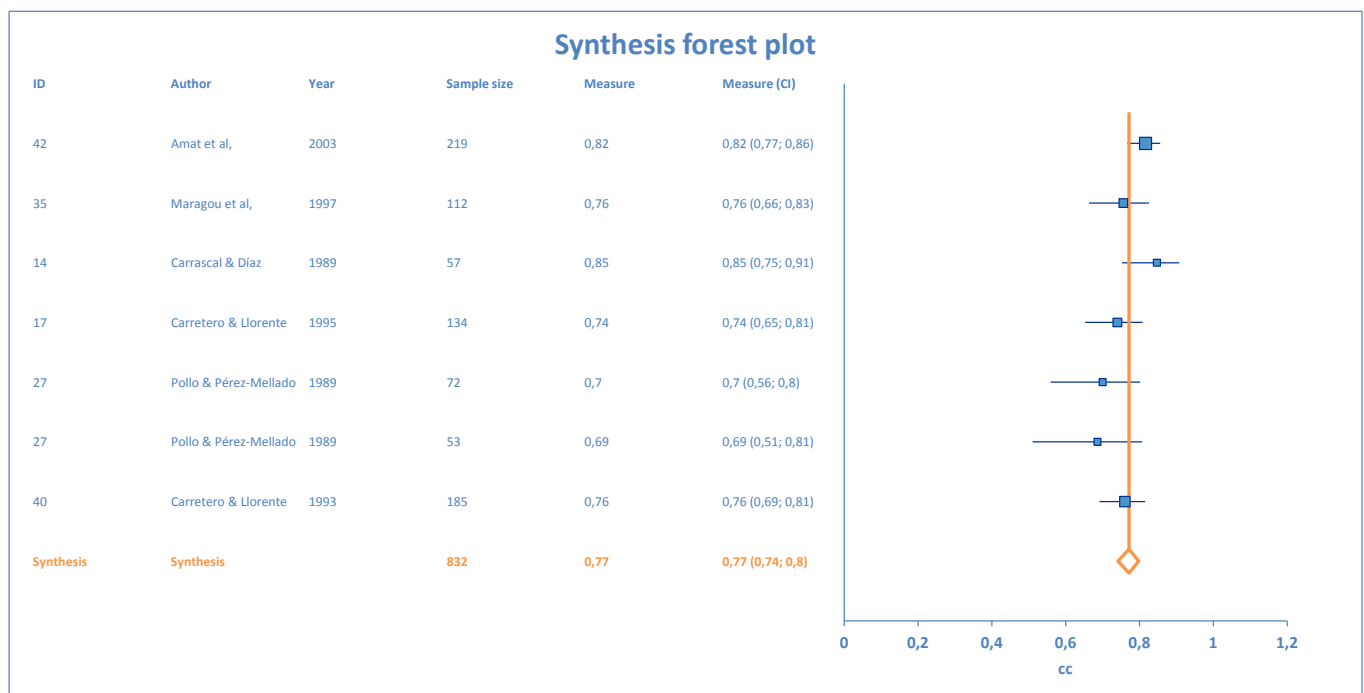 Synthesis forest plot
ID Author Year Sample size Measure Measure (CI)
42 Amat et al, 2003 219 0,82 0,82 (0,77; 0,86)
35 Maragou et al, 1997 112 0,76 0,76 (0,66; 0,83)
14 Carrascal & Díaz 1989 57 0,85 0,85 (0,75; 0,91)
17 Carretero & Llorente 1995 134 0,74 0,74 (0,65; 0,81)
27 Pollo & Pérez-Mellado 1989 72 0,7 0,7 (0,56; 0,8)
27 Pollo & Pérez-Mellado 1989 53 0,69 0,69 (0,51; 0,81)
40 Carretero & Llorente 1993 185 0,76 0,76 (0,69; 0,81)
Synthesis Synthesis 832 0,77 0,77 (0,74; 0,8)
0 0,2 0,4 0,6 0,8 1 1,2
cc